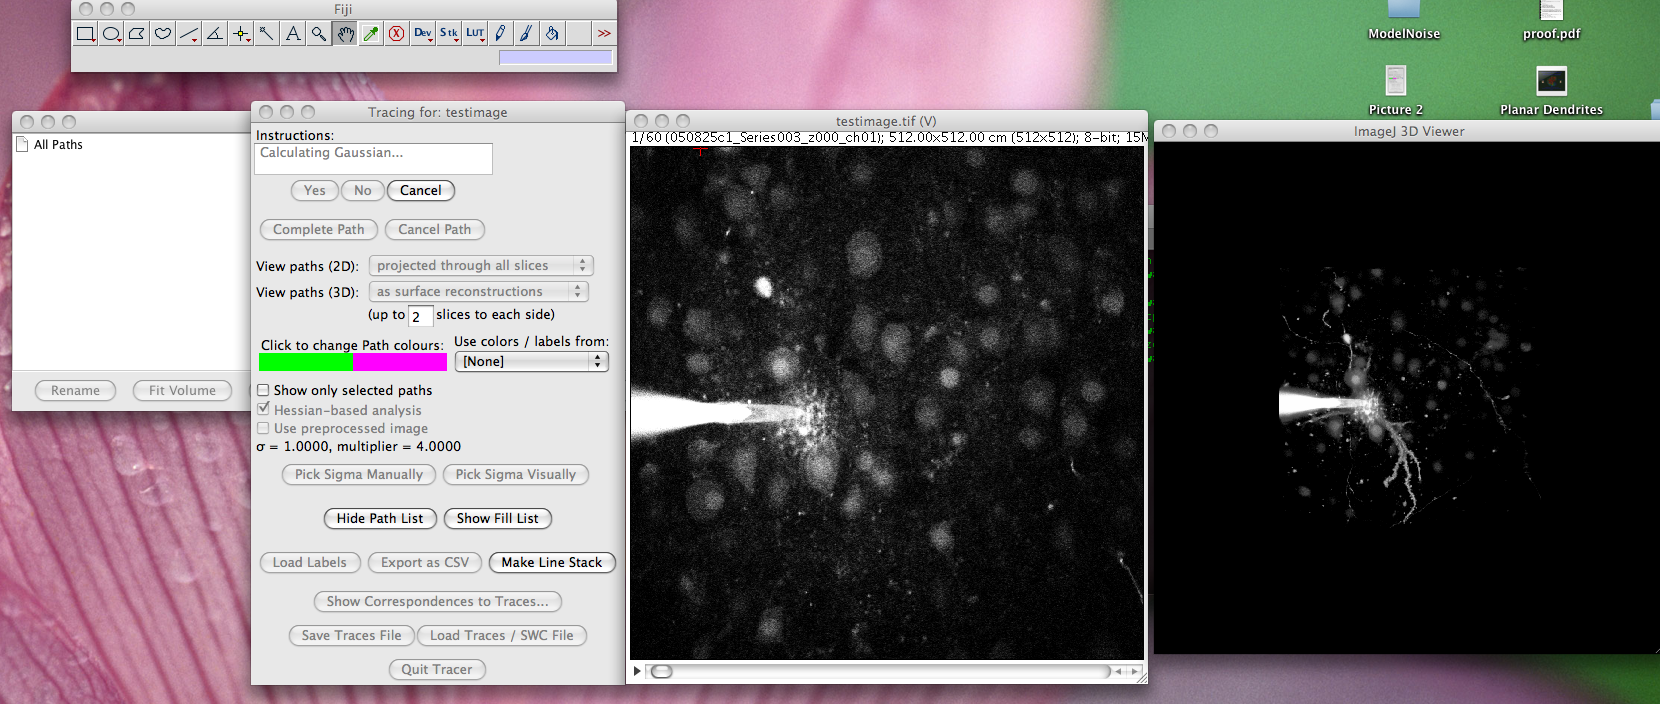 Fiji
A
Dev
Stk
LUT
>>
ModelNoise
proof.pdf
Picture 2
Planar Dendrites
All Paths
Rename
Fit Volume
Tracing for: testimage
Instructions:
Calculating Gaussian...
Yes
No
Cancel
Complete Path
Cancel Path
View paths (2D):
projected through all slices
View paths (3D):
as surface reconstructions
(up to 2 slices to each side)
Click to change Path colours:
Use colors / labels from:
[None]
Show only selected paths
Hessian-based analysis
Use preprocessed image
σ = 1.0000, multiplier = 4.0000
Pick Sigma Manually
Pick Sigma Visually
Hide Path List
Show Fill List
Load Labels
Export as CSV
Make Line Stack
Show Correspondences to Traces...
Save Traces File
Load Traces / SWC File
Quit Tracer
testimage.tif (V)
1/60 (050825c1_Series003_z000_ch01); 512.00x512.00 cm (512x512); 8-bit; 15M
ImageJ 3D Viewer